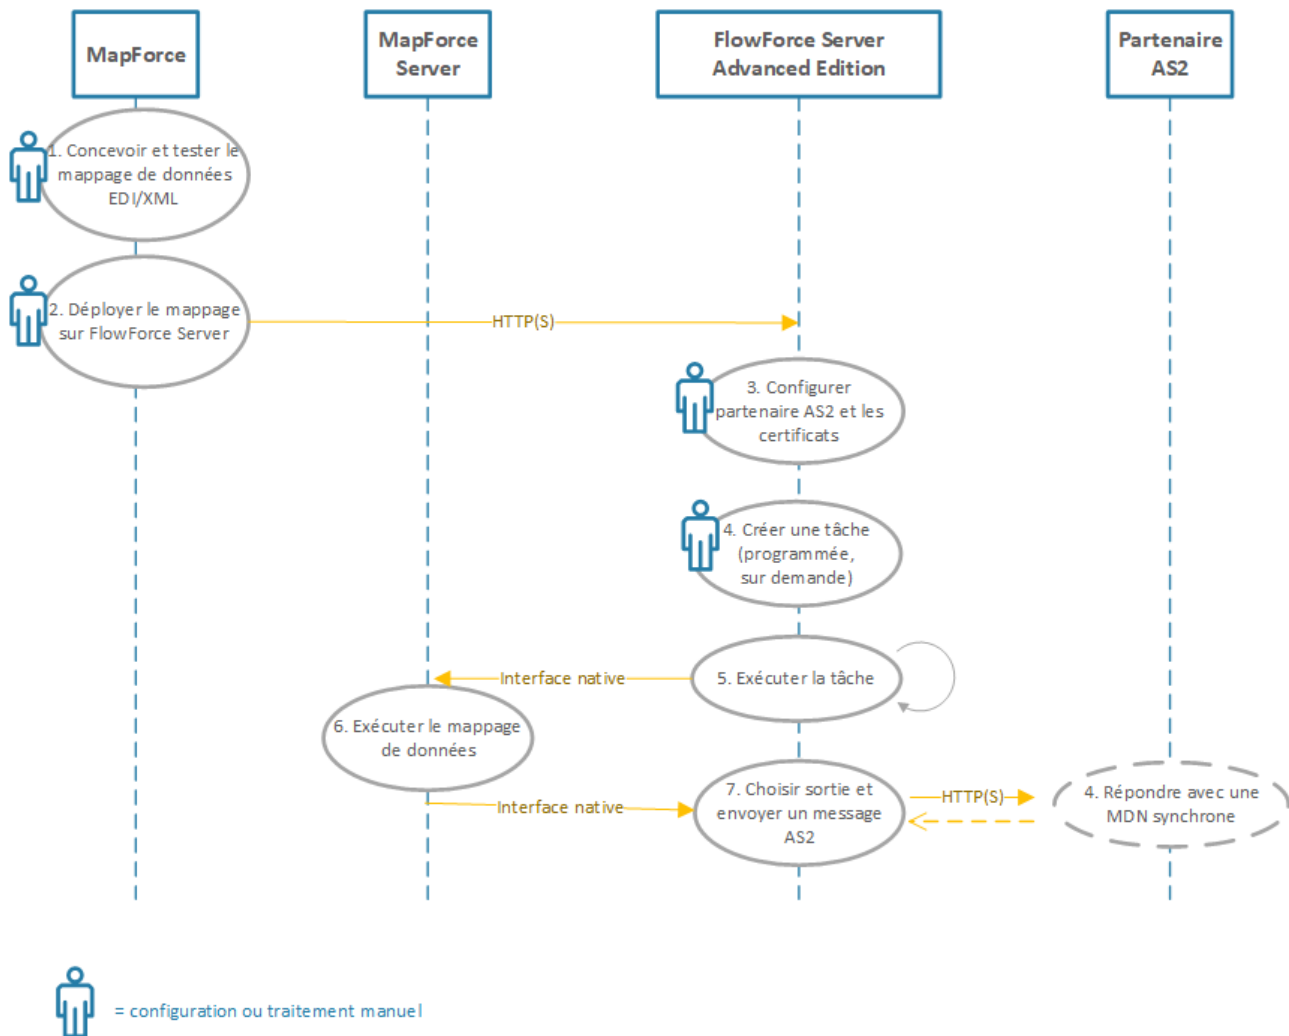 MapForce
MapForce
Server
FlowForce Server
Advanced Edition
Partenaire
AS2
1. Concevoir et tester le
mappage de données
EDI/XML
2. Déployer le mappage
sur FlowForce Server
HTTP(S)
3. Configurer
partenaire AS2 et les
certificats
4. Créer une tâche
(programmée,
sur demande)
Interface native
5. Exécuter la tâche
6. Exécuter le mappage
de données
Interface native
7. Choisir sortie et
envoyer un message
AS2
HTTP(S)
4. Répondre avec une
MDN synchrone
= configuration ou traitement manuel